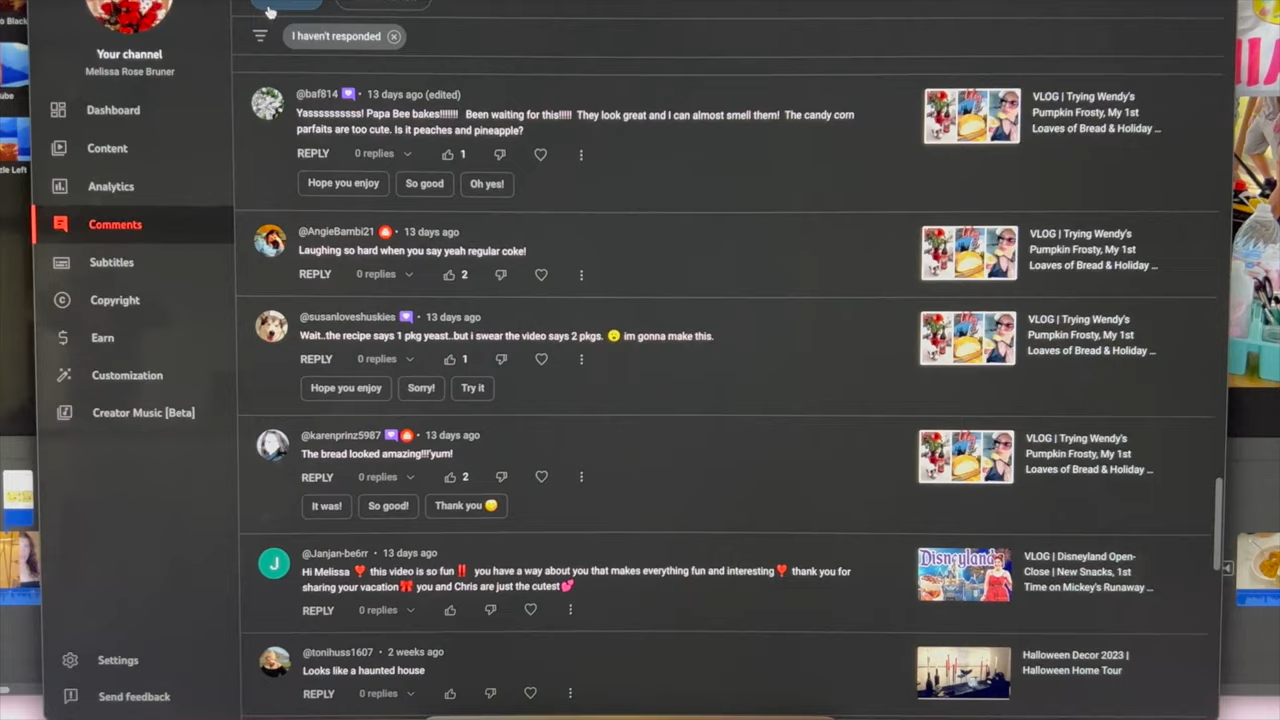 I haven't responded
Your channel
Melissa Rose Bruner
Dashboard
Content
Analytics
Comments
Subtitles
Copyright
Earn
Customization
Creator Music [Beta]
Settings
Send feedback
@baf814 • 13 days ago (edited)
Yassssssssss! Papa Bee bakes!!!!!!! Been waiting for this!!!!! They look great and I can almost smell them! The candy corn
parfaits are too cute. Is it peaches and pineapple?
REPLY 0 replies 1
Hope you enjoy So good Oh yes!
VLOG | Trying Wendy's
Pumpkin Frosty, My 1st
Loaves of Bread & Holiday ...
@AngieBambi21 • 13 days ago
Laughing so hard when you say yeah regular coke!
REPLY 0 replies 2
VLOG | Trying Wendy's
Pumpkin Frosty, My 1st
Loaves of Bread & Holiday ...
@susanloveshuskies • 13 days ago
Wait..the recipe says 1 pkg yeast..but i swear the video says 2 pkgs. 😮 im gonna make this.
REPLY 0 replies 1
Hope you enjoy Sorry! Try it
VLOG | Trying Wendy's
Pumpkin Frosty, My 1st
Loaves of Bread & Holiday ...
@karenprinz5987 • 13 days ago
The bread looked amazing!!!'yum!
REPLY 0 replies 2
It was! So good! Thank you 😊
VLOG | Trying Wendy's
Pumpkin Frosty, My 1st
Loaves of Bread & Holiday ...
J
@Janjan-be6rr • 13 days ago
Hi Melissa ❣️ this video is so fun ‼️ you have a way about you that makes everything fun and interesting❣️ thank you for
sharing your vacation🎀 you and Chris are just the cutest💕
REPLY 0 replies
Disneyland
VLOG | Disneyland Open-
Close | New Snacks, 1st
Time on Mickey's Runaway ...
@tonihuss1607 • 2 weeks ago
Looks like a haunted house
REPLY 0 replies
Halloween Decor 2023 |
Halloween Home Tour